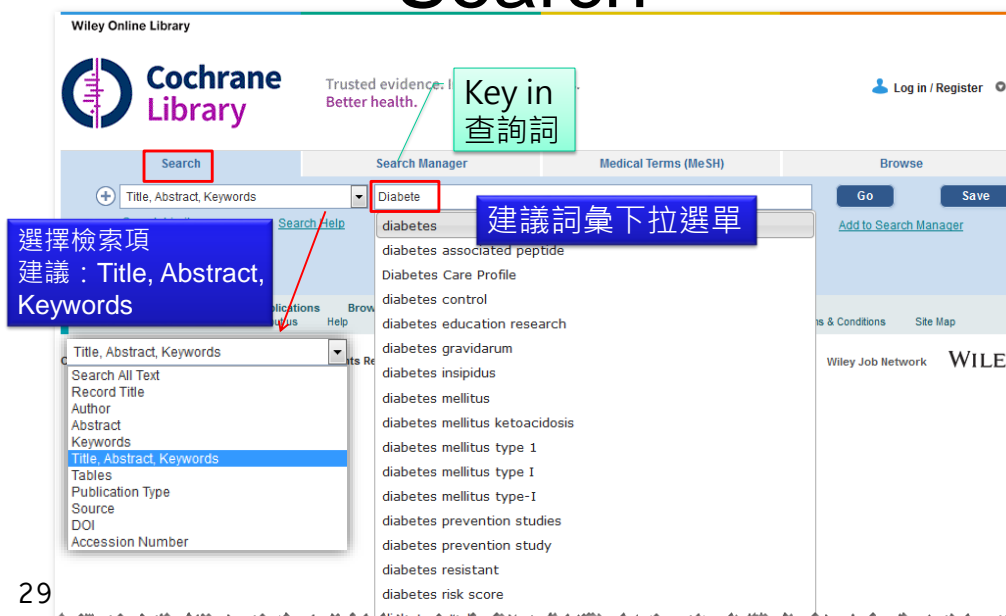 Search
Wiley Online Library
Cochrane
Library
Trusted evidence.
Better health.
Key in
查詢詞
Log in / Register
Search
Search Manager
Medical Terms (MeSH)
Browse
Title, Abstract, Keywords
Diabete
Go
Save
Search Help
Add to Search Manager
選擇檢索項
建議：Title, Abstract,
Keywords
建議詞彙下拉選單
diabetes
diabetes associated peptide
Diabetes Care Profile
diabetes control
diabetes education research
diabetes gravidarum
diabetes insipidus
diabetes mellitus
diabetes mellitus ketoacidosis
diabetes mellitus type 1
diabetes mellitus type I
diabetes mellitus type-I
diabetes prevention studies
diabetes prevention study
diabetes resistant
diabetes risk score
Help
& Conditions
Site Map
Wiley Job Network
Title, Abstract, Keywords
Search All Text
Record Title
Author
Abstract
Keywords
Title, Abstract, Keywords
Tables
Publication Type
Source
DOI
Accession Number
29